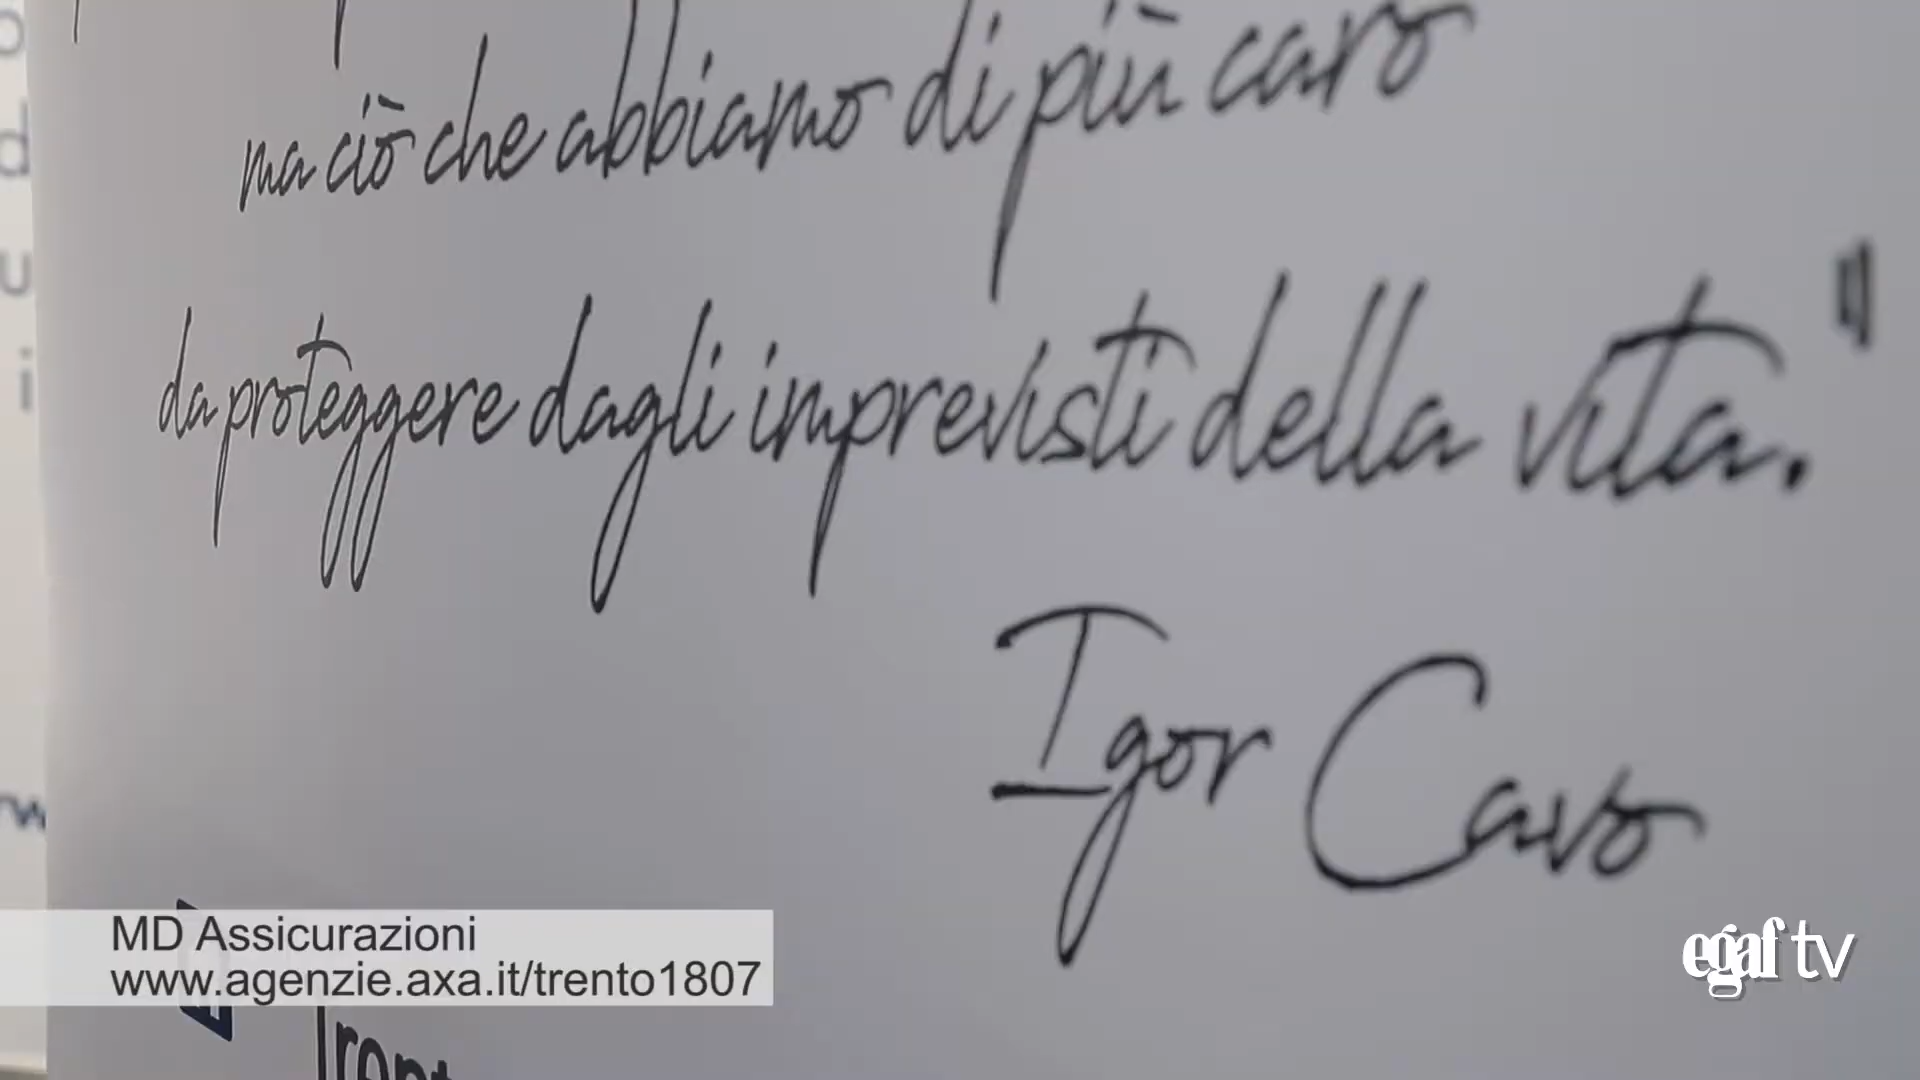 ma ciò che abbiamo di più caro
da proteggere dagli imprevisti della vita."
Igor Cavo
MD Assicurazioni
www.agenzie.axa.it/trento1807
egaf tv